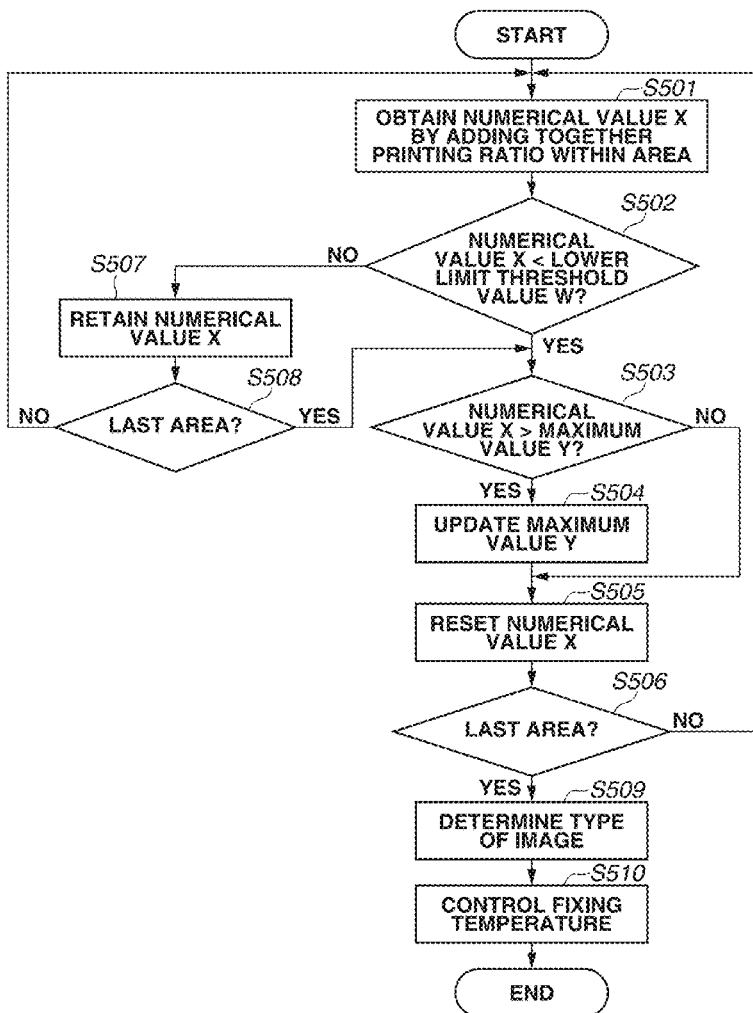 START
S501
OBTAIN NUMERICAL VALUE X
BY ADDING TOGETHER
PRINTING RATIO WITHIN AREA
S502
NUMERICAL
VALUE X < LOWER
LIMIT THRESHOLD
VALUE W?
NO
YES
S507
RETAIN NUMERICAL
VALUE X
S508
LAST AREA?
NO
YES
S503
NUMERICAL
VALUE X > MAXIMUM
VALUE Y?
NO
YES
S504
UPDATE MAXIMUM
VALUE Y
S505
RESET NUMERICAL
VALUE X
S506
LAST AREA?
NO
YES
S509
DETERMINE TYPE
OF IMAGE
S510
CONTROL FIXING
TEMPERATURE
END